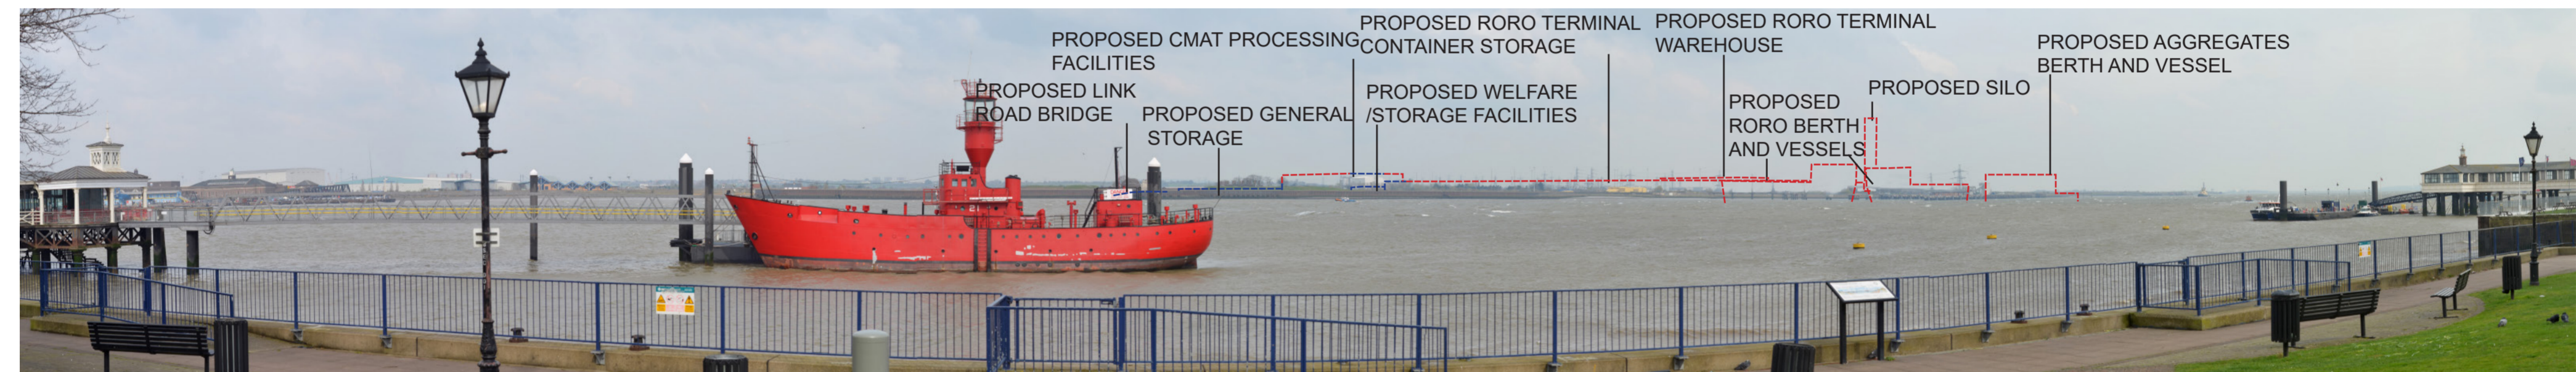 PROPOSED CMAT PROCESSING
FACILITIES
PROPOSED LINK
ROAD BRIDGE
PROPOSED GENERAL
STORAGE
PROPOSED RORO TERMINAL
CONTAINER STORAGE
PROPOSED WELFARE
/STORAGE FACILITIES
PROPOSED RORO TERMINAL
WAREHOUSE
PROPOSED
RORO BERTH
AND VESSELS
PROPOSED SILO
PROPOSED AGGREGATES
BERTH AND VESSEL